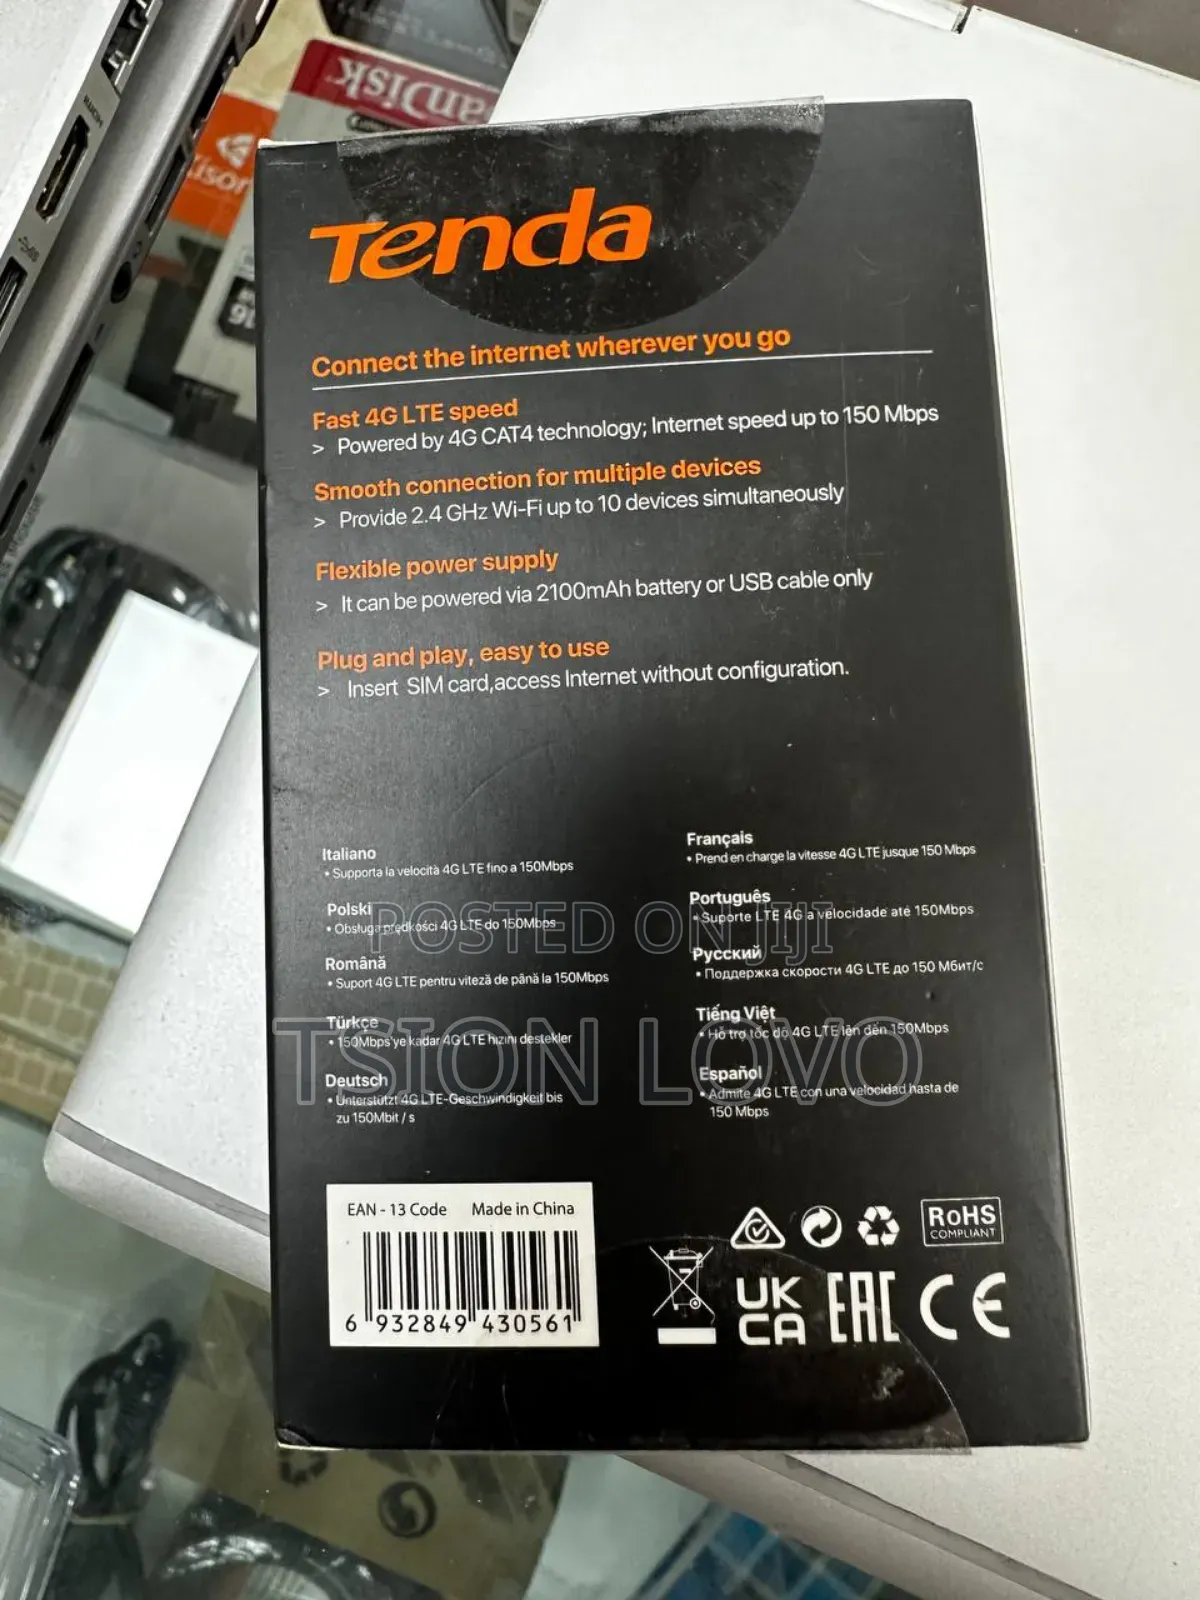 SanDisk
HDMI
Tenda
Connect the internet wherever you go
Fast 4G LTE speed
> Powered by 4G CAT4 technology; Internet speed up to 150 Mbps
Smooth connection for multiple devices
> Provide 2.4 GHz Wi-Fi up to 10 devices simultaneously
Flexible power supply
> It can be powered via 2100mAh battery or USB cable only
Plug and play, easy to use
> Insert SIM card,access Internet without configuration.
Italiano
• Supporta la velocità 4G LTE fino a 150Mbps
Polski
• Obsługa prędkości 4G LTE do 150Mbps
Română
• Suport 4G LTE pentru viteză de până la 150Mbps
Türkçe
• 150Mbps'ye kadar 4G LTE hızını destekler
Deutsch
• Unterstützt 4G LTE-Geschwindigkeit bis
zu 150Mbit / s
Français
• Prend en charge la vitesse 4G LTE jusque 150 Mbps
Português
• Suporte LTE 4G a velocidade até 150Mbps
Русский
• Поддержка скорости 4G LTE до 150 Мбит/с
Tiếng Việt
• Hỗ trợ tốc độ 4G LTE lên đến 150Mbps
Español
• Admite 4G LTE con una velocidad hasta de
150 Mbps
POSTED ON JIJI
TSION LOVO
EAN - 13 Code Made in China
6 932849 430561
RoHS
COMPLIANT
UK
CA
EAC
CE